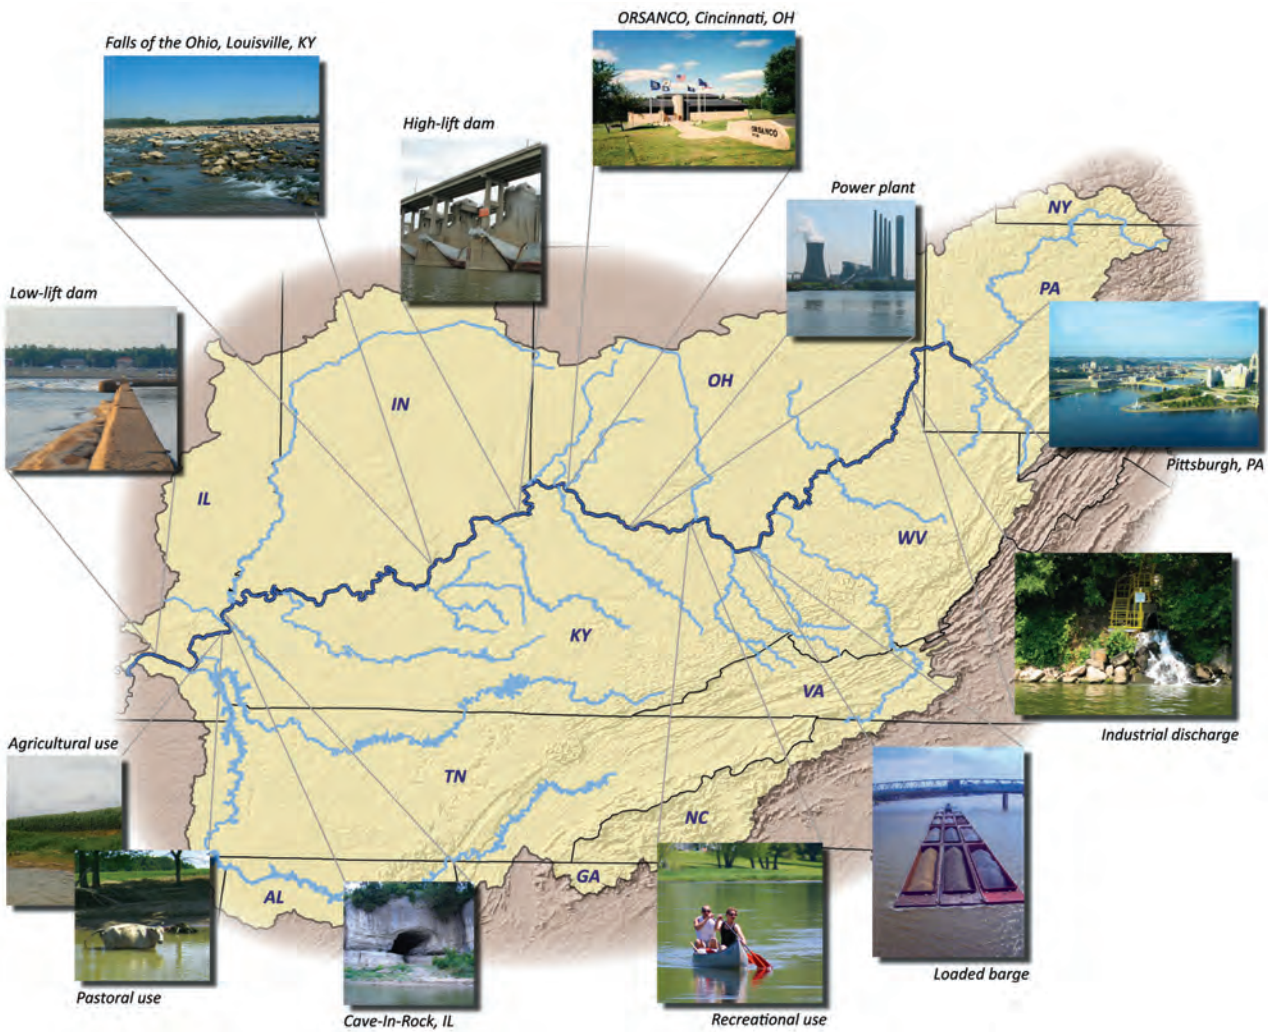 ORSANCO, Cincinnati, OH
Falls of the Ohio, Louisville, KY
High-lift dam
ORSANCO
Power plant
NY
Low-lift dam
PA
OH
IN
Pittsburgh, PA
IL
WV
KY
VA
Industrial discharge
Agricultural use
TN
NC
GA
AL
Loaded barge
Pastoral use
Cave-In-Rock, IL
Recreational use